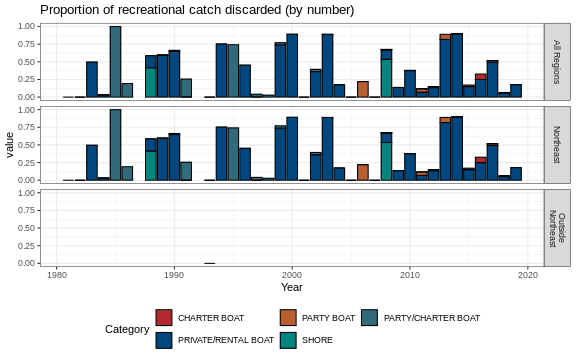 Proportion of recreational catch discarded (by number)
1.00
0.75
0.50
0.25
0.00
All Regions
1.00
0.75
0.50
0.25
0.00
Northeast
1.00
0.75
0.50
0.25
0.00
Outside
Northeast
value
1980 1990 2000 2010 2020
Year
Category
CHARTER BOAT PARTY BOAT PARTY/CHARTER BOAT
PRIVATE/RENTAL BOAT SHORE